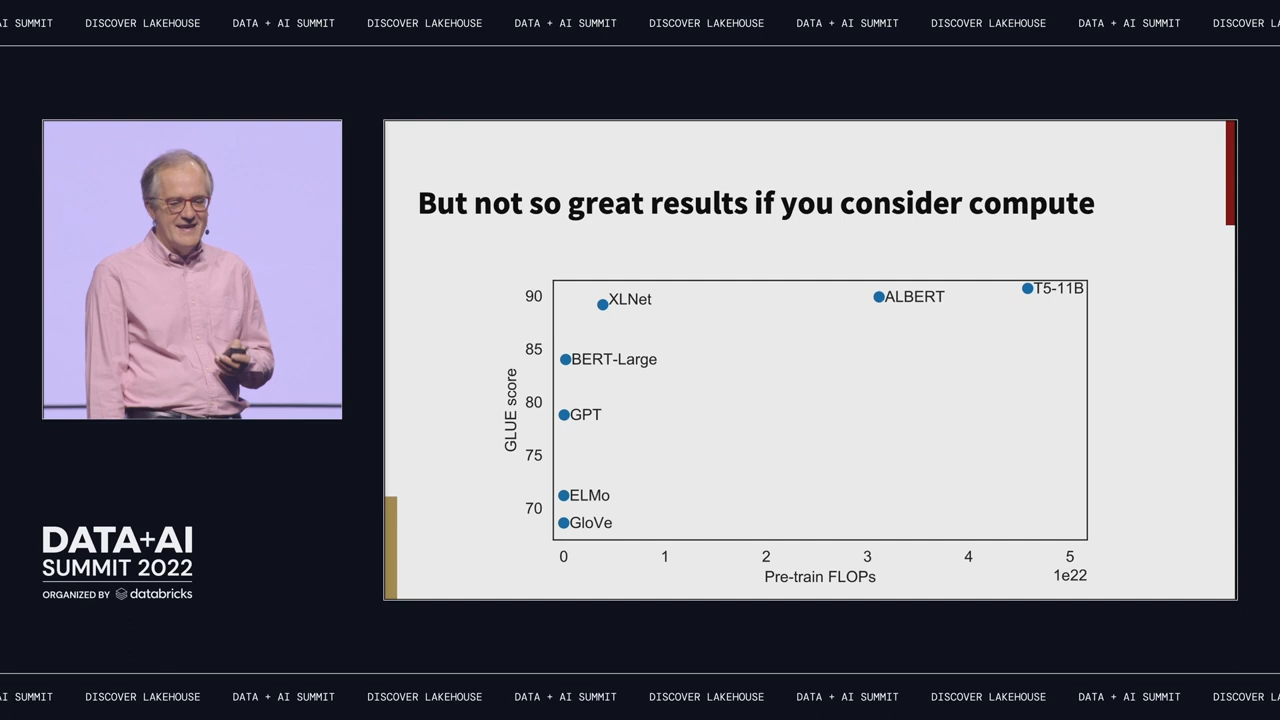 AI SUMMIT DISCOVER LAKEHOUSE DATA + AI SUMMIT DISCOVER LAKEHOUSE DATA + AI SUMMIT DISCOVER LAKEHOUSE DATA + AI SUMMIT DISCOVER LAKEHOUSE DATA + AI SUMMIT DISCOVER L
But not so great results if you consider compute
90
85
80
75
70
GLUE score
XLNet
ALBERT
T5-11B
BERT-Large
GPT
ELMo
GloVe
0 1 2 3 4 5
Pre-train FLOPs
1e22
DATA+AI
SUMMIT 2022
ORGANIZED BY databricks
AI SUMMIT DISCOVER LAKEHOUSE DATA + AI SUMMIT DISCOVER LAKEHOUSE DATA + AI SUMMIT DISCOVER LAKEHOUSE DATA + AI SUMMIT DISCOVER LAKEHOUSE DATA + AI SUMMIT DISCOVER L